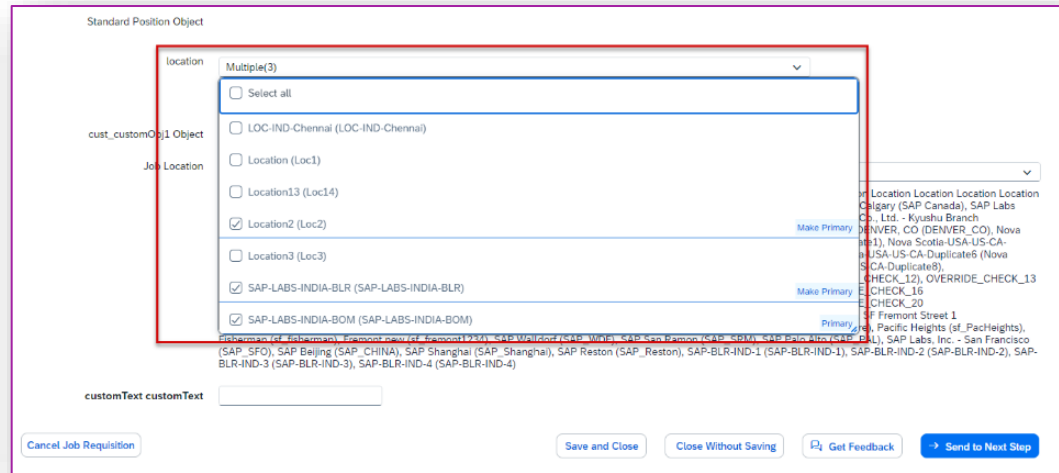 Standard Position Object
location
Multiple(3)
Select all
cust_customObj1 Object
LOC-IND-Chennai (LOC-IND-Chennai)
Job Location
Location (Loc1)
Location13 (Loc14)
Location2 (Loc2)
Make Primary
Location3 (Loc3)
SAP-LABS-INDIA-BLR (SAP-LABS-INDIA-BLR)
Make Primary
SAP-LABS-INDIA-BOM (SAP-LABS-INDIA-BOM)
Primary
Location Location Location Location
Calgary (SAP Canada), SAP Labs
Co., Ltd. - Kyushu Branch
DENVER, CO (DENVER_CO), Nova
Nova Scotia-USA-US-CA-
USA-US-CA-Duplicate6 (Nova
CA-Duplicate8),
CHECK_12), OVERRIDE_CHECK_13
CHECK_16
CHECK_20
SF Fremont Street 1
Pacific Heights (sf_PacHeights),
Fisherman (sf_fisherman), Fremont new (sf_fremont1234), SAP Walldorf (SAP_WDF), SAP San Ramon (SAP_SRM), SAP Palo Alto (SAP_PAL), SAP Labs, Inc. - San Francisco
(SAP_SFO), SAP Beijing (SAP_CHINA), SAP Shanghai (SAP_Shanghai), SAP Reston (SAP_Reston), SAP-BLR-IND-1 (SAP-BLR-IND-1), SAP-BLR-IND-2 (SAP-BLR-IND-2), SAP-
BLR-IND-3 (SAP-BLR-IND-3), SAP-BLR-IND-4 (SAP-BLR-IND-4)
customText customText
Cancel Job Requisition
Save and Close
Close Without Saving
Get Feedback
Send to Next Step